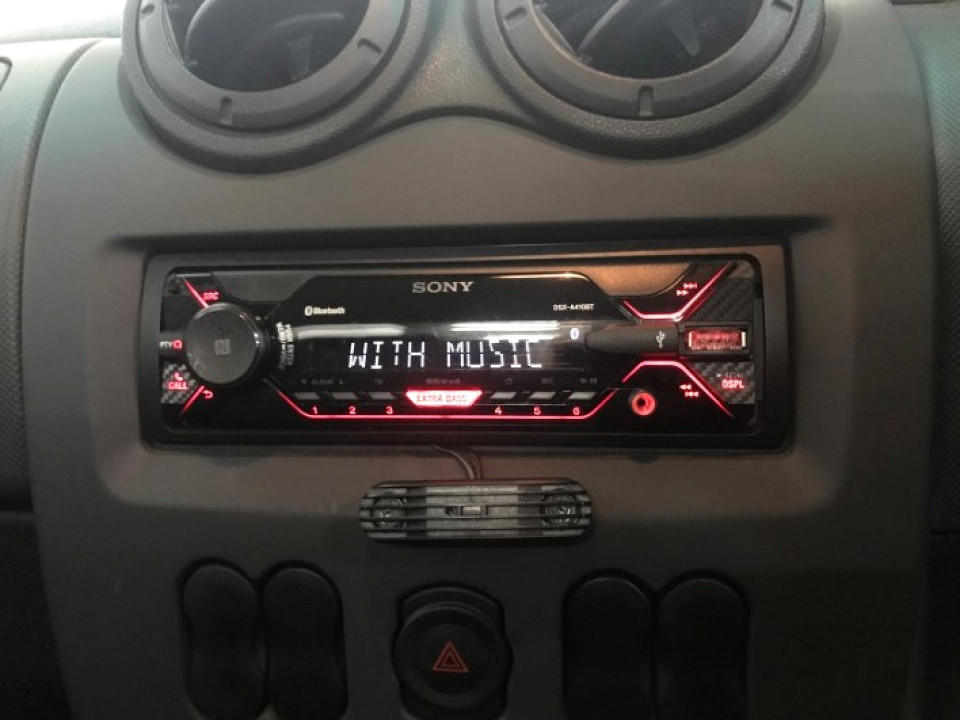 SONY
SRC
Bluetooth
DSX-A410BT
PTY
WITH MUSIC
CALL
DSPL
EXTRA BASS
1 2 3 4 5 6